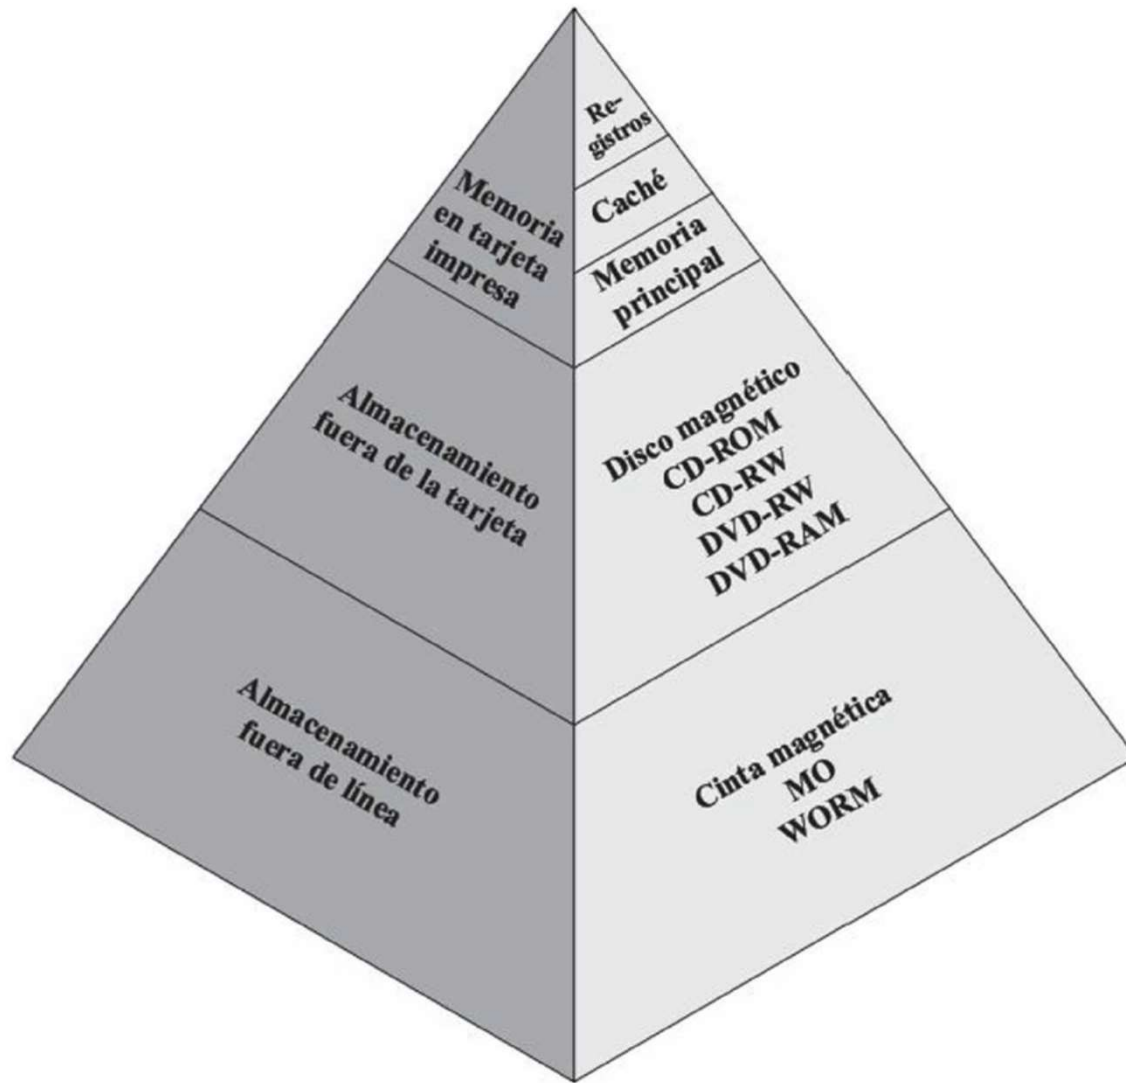 Re-
gistros
Caché
Memoria
principal
Memoria
en tarjeta
impresa
Disco magnético
CD-ROM
CD-RW
DVD-RW
DVD-RAM
Almacenamiento
fuera de la tarjeta
Cinta magnética
MO
WORM
Almacenamiento
fuera de línea